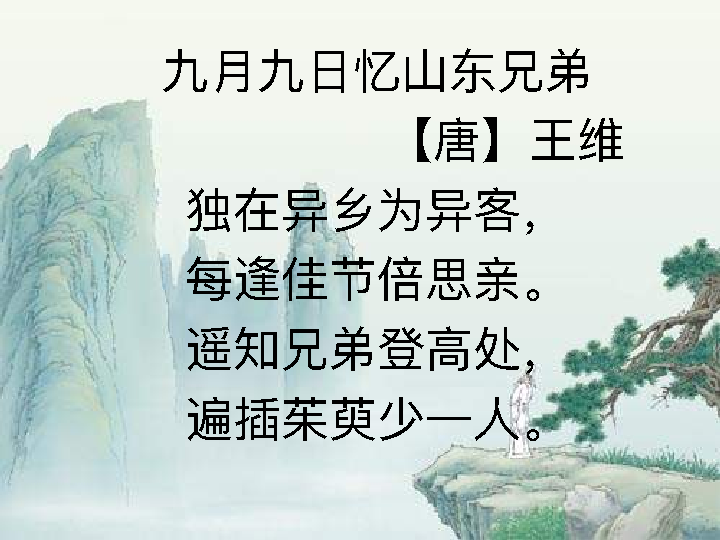 九月九日忆山东兄弟
【唐】王维
独在异乡为异客，
每逢佳节倍思亲。
遥知兄弟登高处，
遍插茱萸少一人。